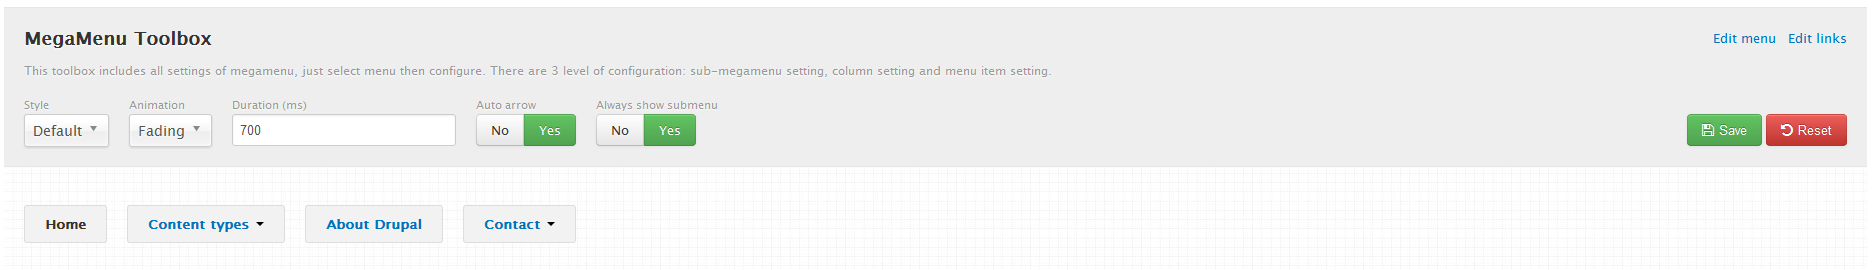 MegaMenu Toolbox
Edit menu Edit links
This toolbox includes all settings of megamenu, just select menu then configure. There are 3 level of configuration: sub-megamenu setting, column setting and menu item setting.
Style Animation Duration (ms) Auto arrow Always show submenu
Default Fading 700 No Yes No Yes Save Reset
Home Content types About Drupal Contact